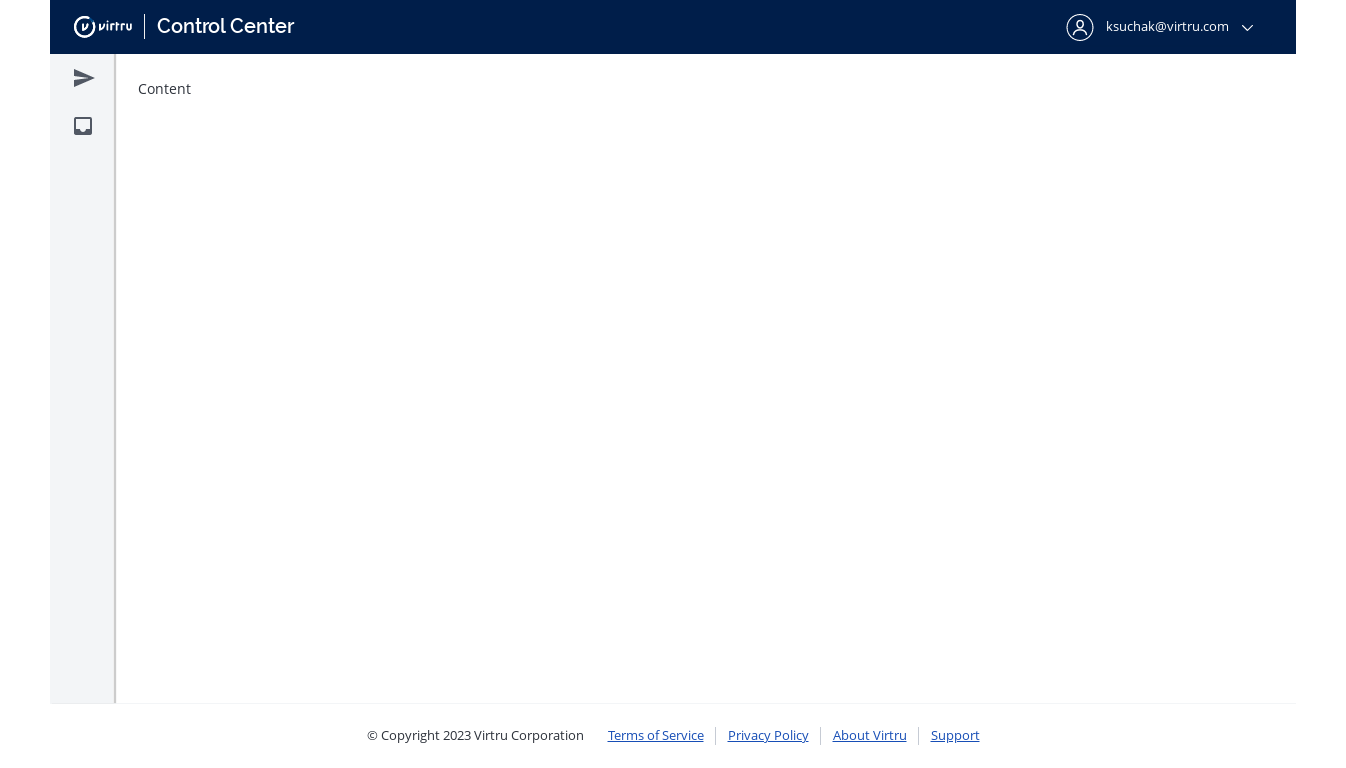 virtru Control Center ksuchak@virtru.com
Content
© Copyright 2023 Virtru Corporation Terms of Service Privacy Policy About Virtru Support